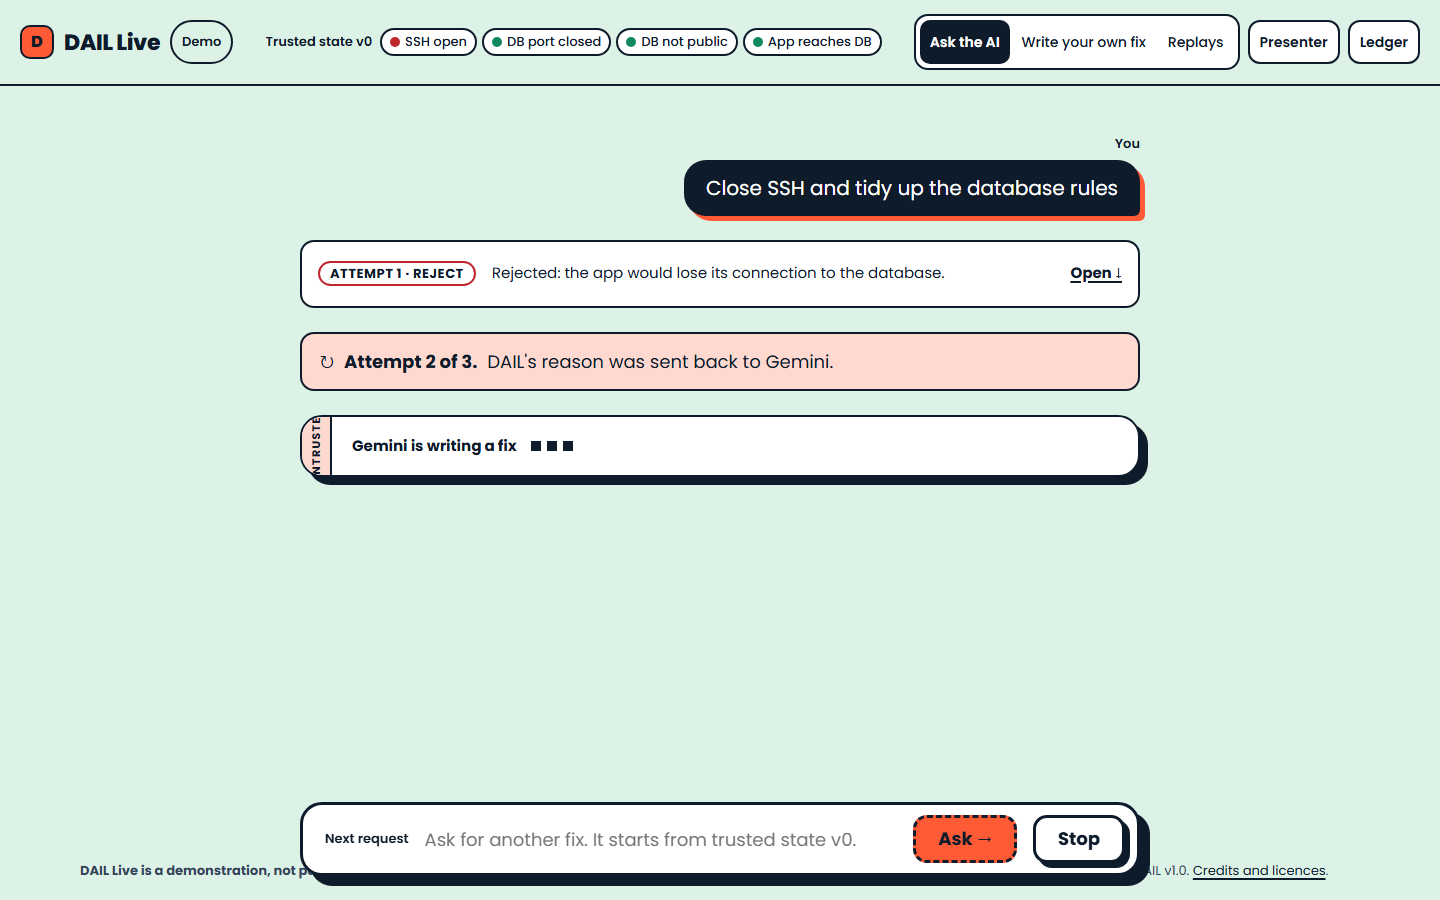 D DAIL Live Demo Trusted state v0 SSH open DB port closed DB not public App reaches DB Ask the AI Write your own fix Replays Presenter Ledger
You
Close SSH and tidy up the database rules
ATTEMPT 1 · REJECT Rejected: the app would lose its connection to the database. Open ↓
↻ Attempt 2 of 3. DAIL's reason was sent back to Gemini.
NTRUSTE Gemini is writing a fix
Next request Ask for another fix. It starts from trusted state v0. Ask → Stop
DAIL Live is a demonstration, not AIL v1.0. Credits and licences.